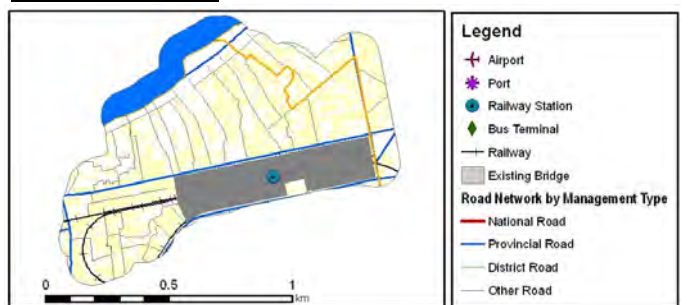 0 0.5 1
km
Legend
Airport
Port
Railway Station
Bus Terminal
Railway
Existing Bridge
Road Network by Management Type
National Road
Provincial Road
District Road
Other Road